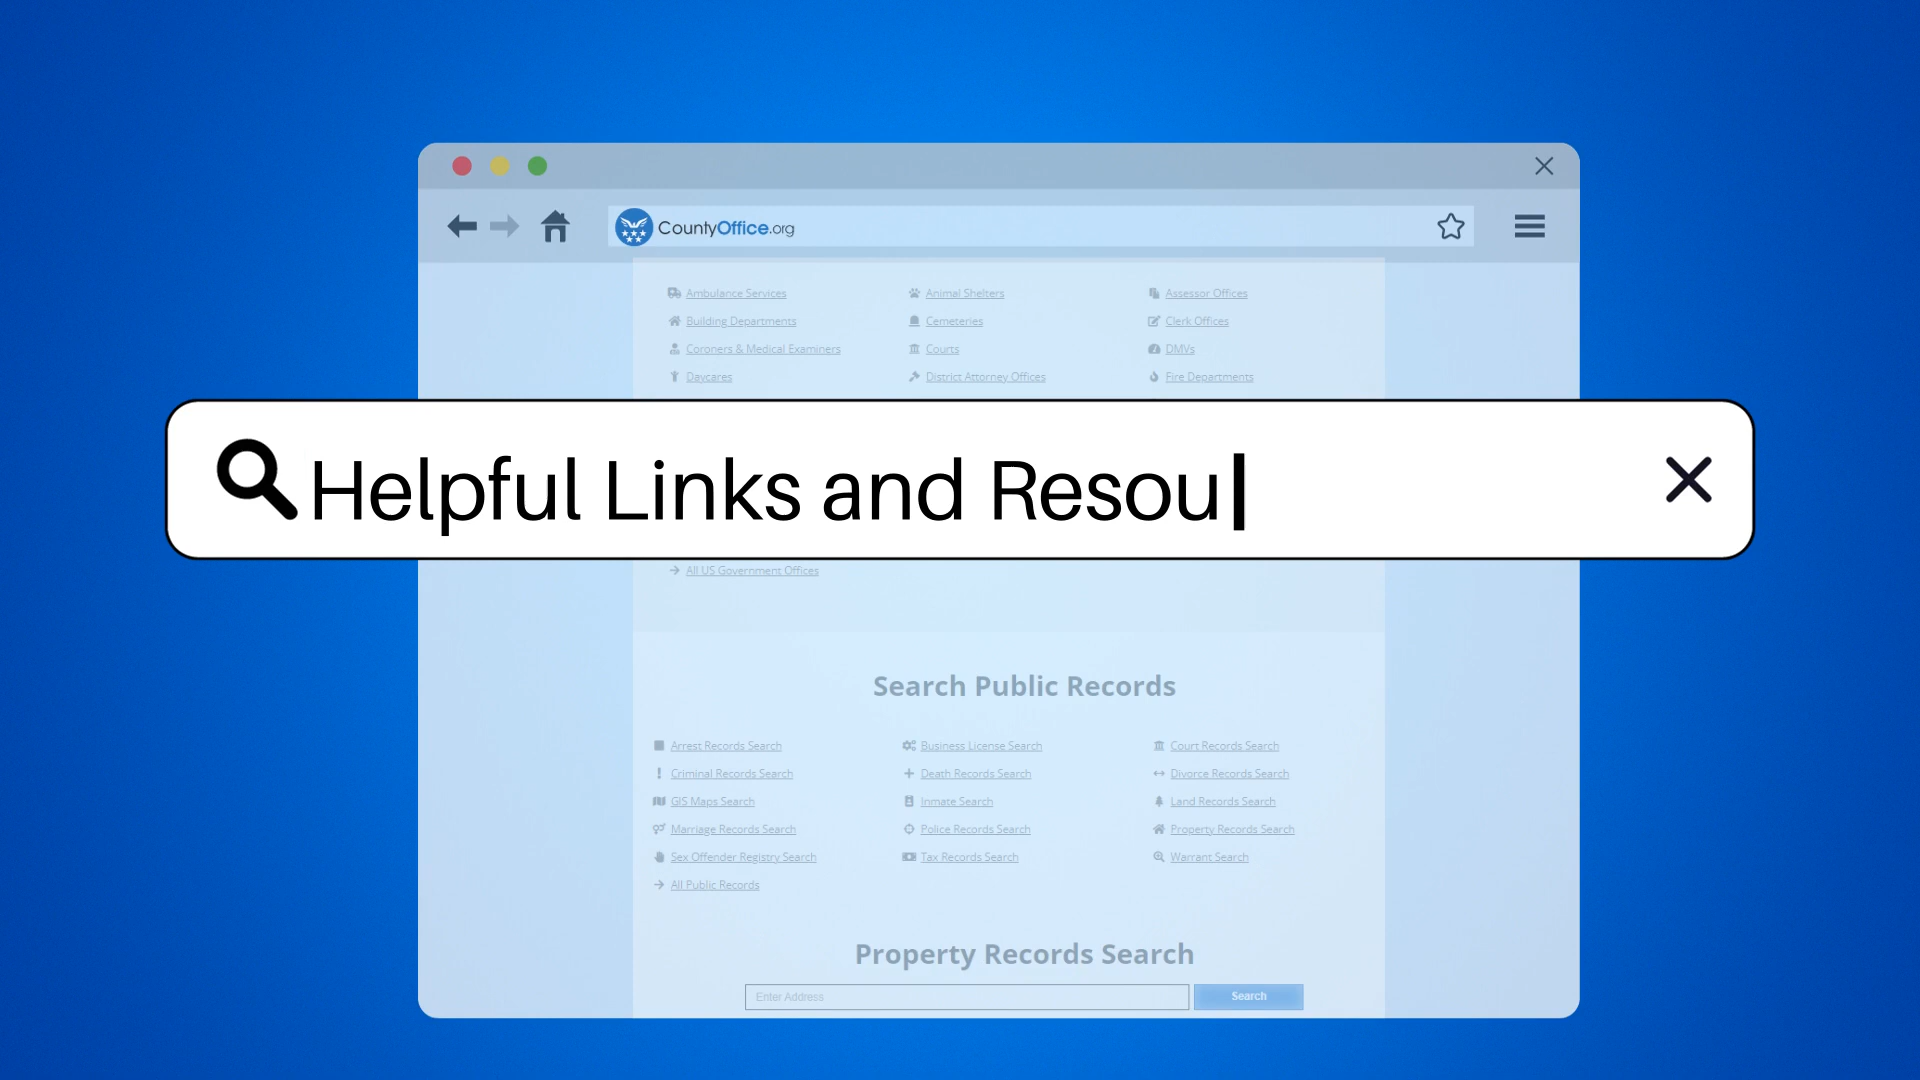 CountyOffice.org
Ambulance Services Animal Shelters Assessor Offices
Building Departments Cemeteries Clerk Offices
Coroners & Medical Examiners Courts DMVs
Daycares District Attorney Offices Fire Departments
Helpful Links and Resou
All US Government Offices
Search Public Records
Arrest Records Search Business License Search Court Records Search
Criminal Records Search Death Records Search Divorce Records Search
GIS Maps Search Inmate Search Land Records Search
Marriage Records Search Police Records Search Property Records Search
Sex Offender Registry Search Tax Records Search Warrant Search
All Public Records
Property Records Search
Enter Address Search